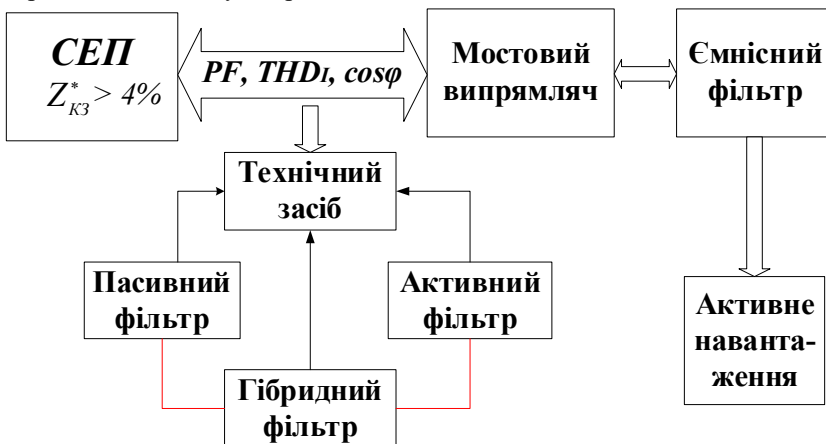 СЕП
Z*КЗ > 4%
PF, THDI, cosφ
Мостовий
випрямляч
Ємнісний
фільтр
Технічний
засіб
Пасивний
фільтр
Активний
фільтр
Гібридний
фільтр
Активне
наванта-
ження